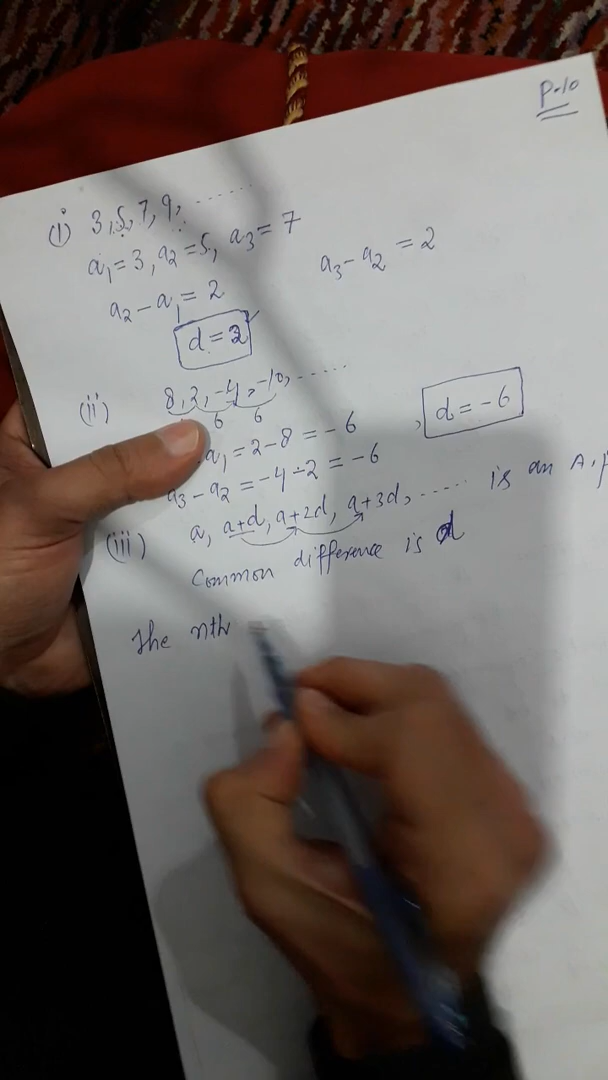 P-10
(i) 3, 5, 7, 9, ......
a₁ = 3, a₂ = 5, a₃ = 7
a₂ - a₁ = 2 a₃ - a₂ = 2
d = 2
(ii) 8, 2, -4, -10, ......
6 6
a₁ = 2 - 8 = -6 , d = -6
a₃ - a₂ = -4 - 2 = -6
(iii) a, a+d, a+2d, a+3d, ...... is an A.P
Common difference is d
The nth